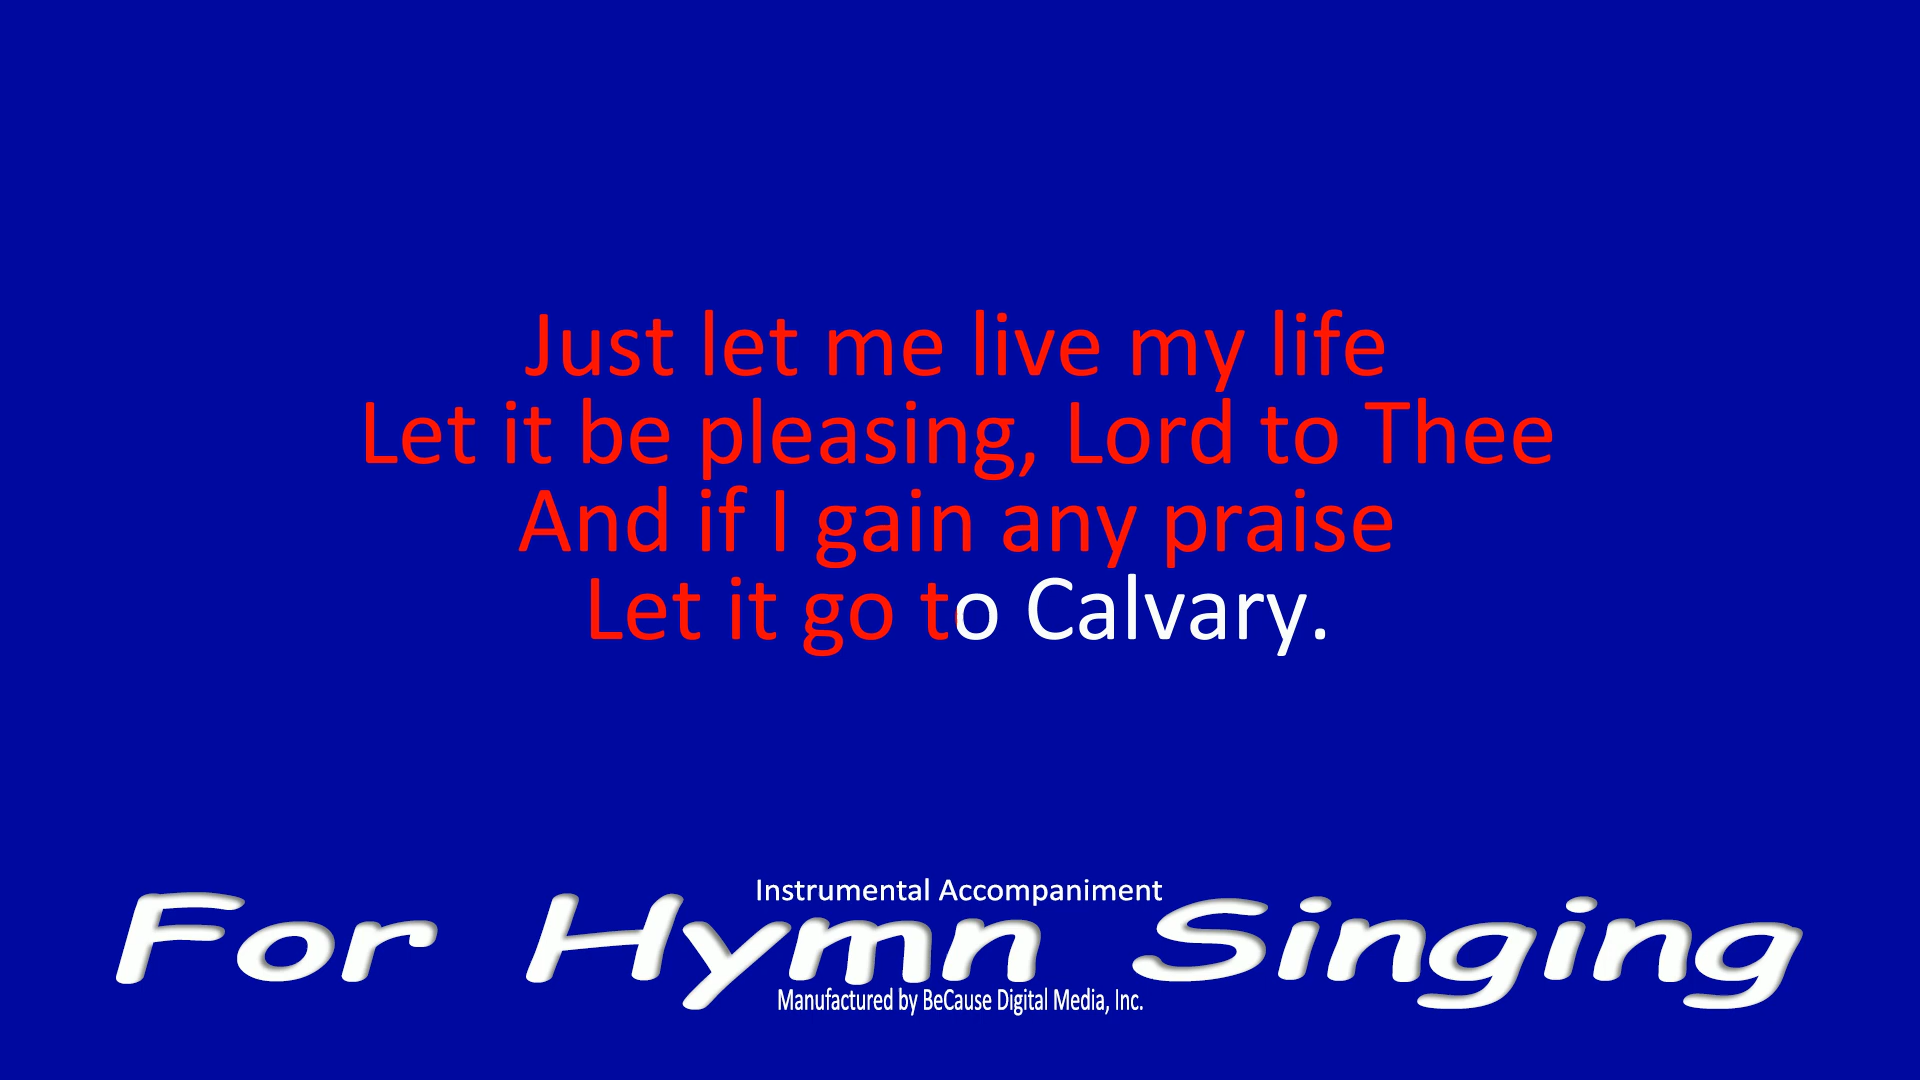 Just let me live my life
Let it be pleasing, Lord to Thee
And if I gain any praise
Let it go to Calvary.
Instrumental Accompaniment
For Hymn Singing
Manufactured by BeCause Digital Media, Inc.